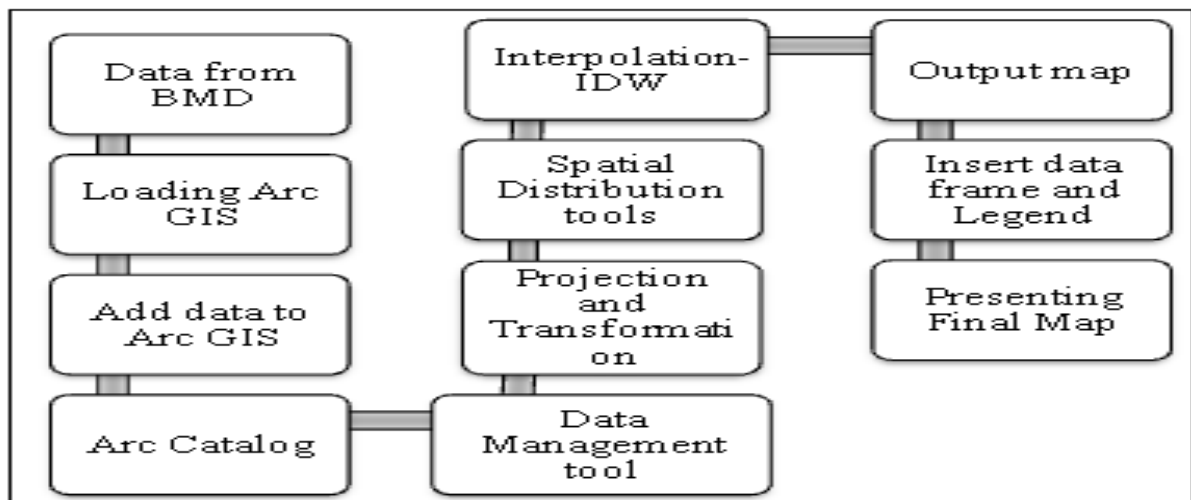 Data from
BMD
Loading Arc
GIS
Add data to
Arc GIS
Arc Catalog
Data
Management
tool
Projection
and
Transformati
on
Spatial
Distribution
tools
Interpolation-
IDW
Output map
Insert data
frame and
Legend
Presenting
Final Map